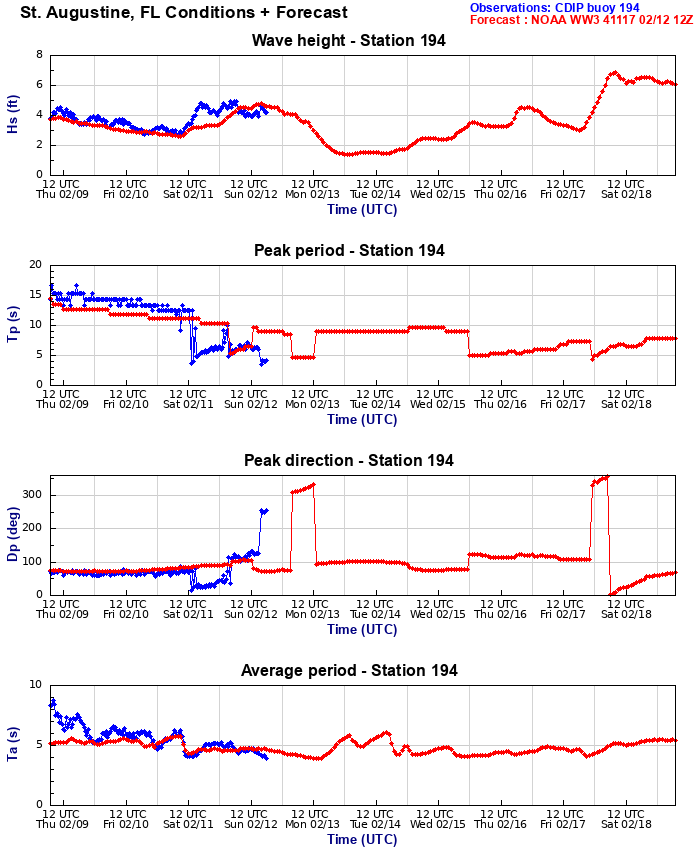 St. Augustine, FL Conditions + Forecast
Observations: CDIP buoy 194
Forecast : NOAA WW3 41117 02/12 12Z
Wave height - Station 194
Hs (ft)
8
6
4
2
0
12 UTC 12 UTC 12 UTC 12 UTC 12 UTC 12 UTC 12 UTC 12 UTC 12 UTC 12 UTC
Thu 02/09 Fri 02/10 Sat 02/11 Sun 02/12 Mon 02/13 Tue 02/14 Wed 02/15 Thu 02/16 Fri 02/17 Sat 02/18
Time (UTC)
Peak period - Station 194
Tp (s)
20
15
10
5
0
12 UTC 12 UTC 12 UTC 12 UTC 12 UTC 12 UTC 12 UTC 12 UTC 12 UTC 12 UTC
Thu 02/09 Fri 02/10 Sat 02/11 Sun 02/12 Mon 02/13 Tue 02/14 Wed 02/15 Thu 02/16 Fri 02/17 Sat 02/18
Time (UTC)
Peak direction - Station 194
Dp (deg)
300
200
100
0
12 UTC 12 UTC 12 UTC 12 UTC 12 UTC 12 UTC 12 UTC 12 UTC 12 UTC 12 UTC
Thu 02/09 Fri 02/10 Sat 02/11 Sun 02/12 Mon 02/13 Tue 02/14 Wed 02/15 Thu 02/16 Fri 02/17 Sat 02/18
Time (UTC)
Average period - Station 194
Ta (s)
10
5
0
12 UTC 12 UTC 12 UTC 12 UTC 12 UTC 12 UTC 12 UTC 12 UTC 12 UTC 12 UTC
Thu 02/09 Fri 02/10 Sat 02/11 Sun 02/12 Mon 02/13 Tue 02/14 Wed 02/15 Thu 02/16 Fri 02/17 Sat 02/18
Time (UTC)